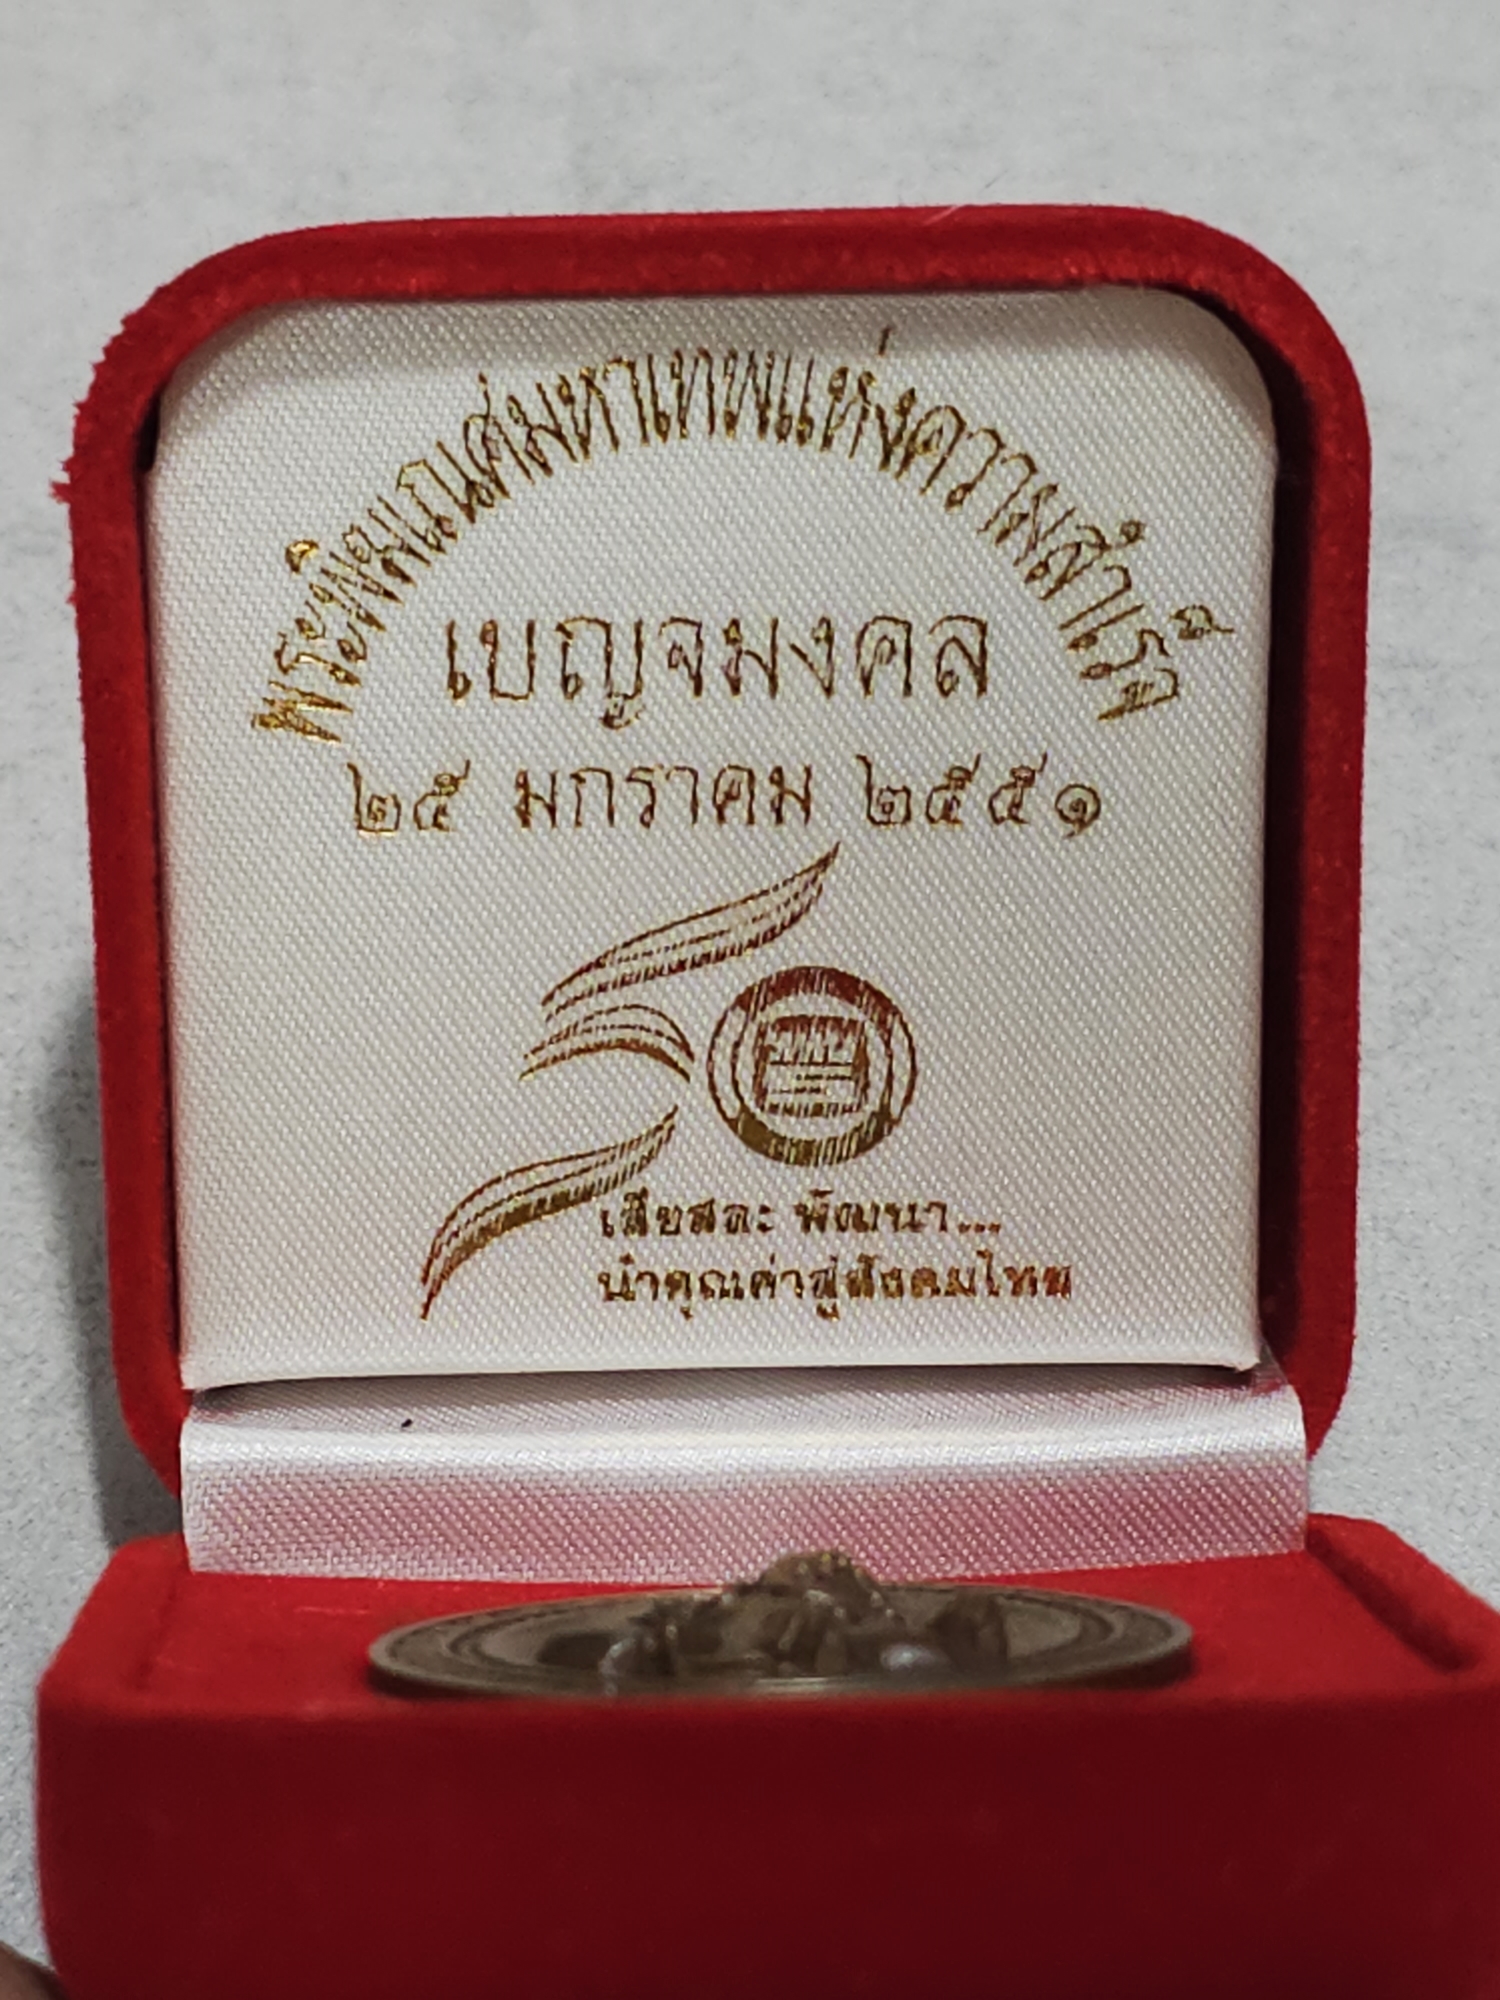 พระพิฆเณศมหาเทพแห่งความสำเร็จ
เบญจมงคล
๒๕ มกราคม ๒๕๕๑
เสียสละ พัฒนา...
นำคุณค่าสู่สังคมไทย